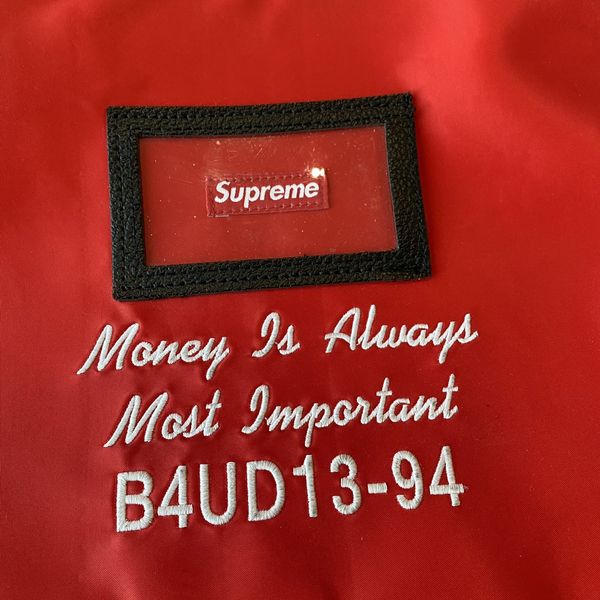 Supreme
Money Is Always
Most Important
B4UD13-94